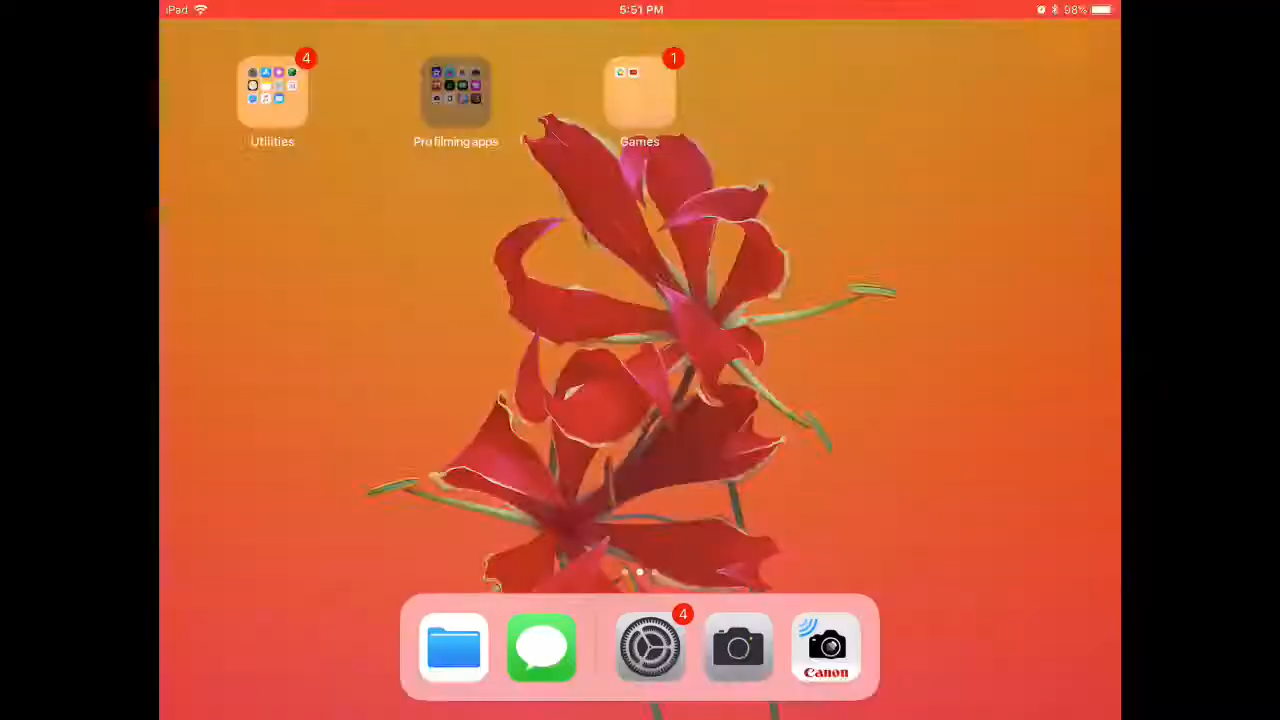 iPad
5:51 PM
98%
4
1
Utilities
Pro filming apps
Games
4
Canon